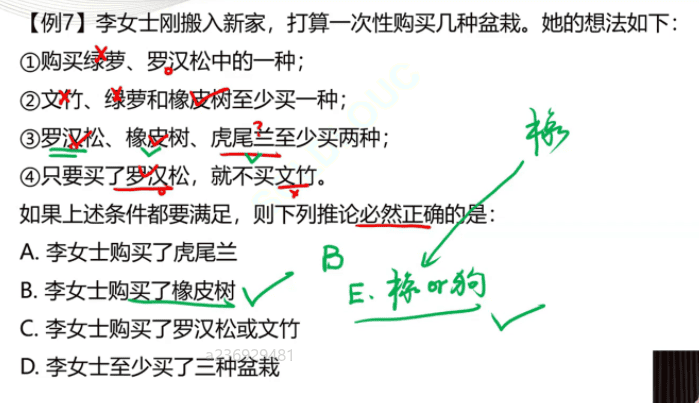 【例7】李女士刚搬入新家，打算一次性购买几种盆栽。她的想法如下：
①购买绿萝、罗汉松中的一种；
②文竹、绿萝和橡皮树至少买一种；
③罗汉松、橡皮树、虎尾兰至少买两种；
?
④只要买了罗汉松，就不买文竹。
橡
如果上述条件都要满足，则下列推论必然正确的是：
A. 李女士购买了虎尾兰
B
B. 李女士购买了橡皮树
E. 橡or狗
C. 李女士购买了罗汉松或文竹
a236929481
D. 李女士至少买了三种盆栽